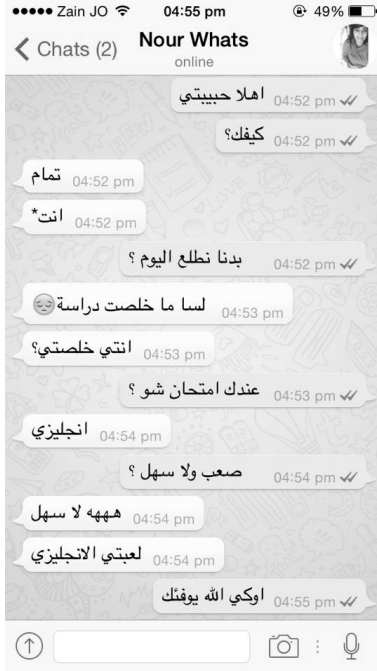 Zain JO 04:55 pm 49%
Chats (2) Nour Whats
online
اهلا حبيبتي 04:52 pm
كيفك؟ 04:52 pm
تمام 04:52 pm
انت* 04:52 pm
بدنا نطلع اليوم ؟ 04:52 pm
لسا ما خلصت دراسة😔 04:53 pm
انتي خلصتي؟ 04:53 pm
عندك امتحان شو ؟ 04:53 pm
انجليزي 04:54 pm
صعب ولا سهل ؟ 04:54 pm
هههه لا سهل 04:54 pm
لعبتي الانجليزي 04:54 pm
اوكي الله يوفئك 04:55 pm